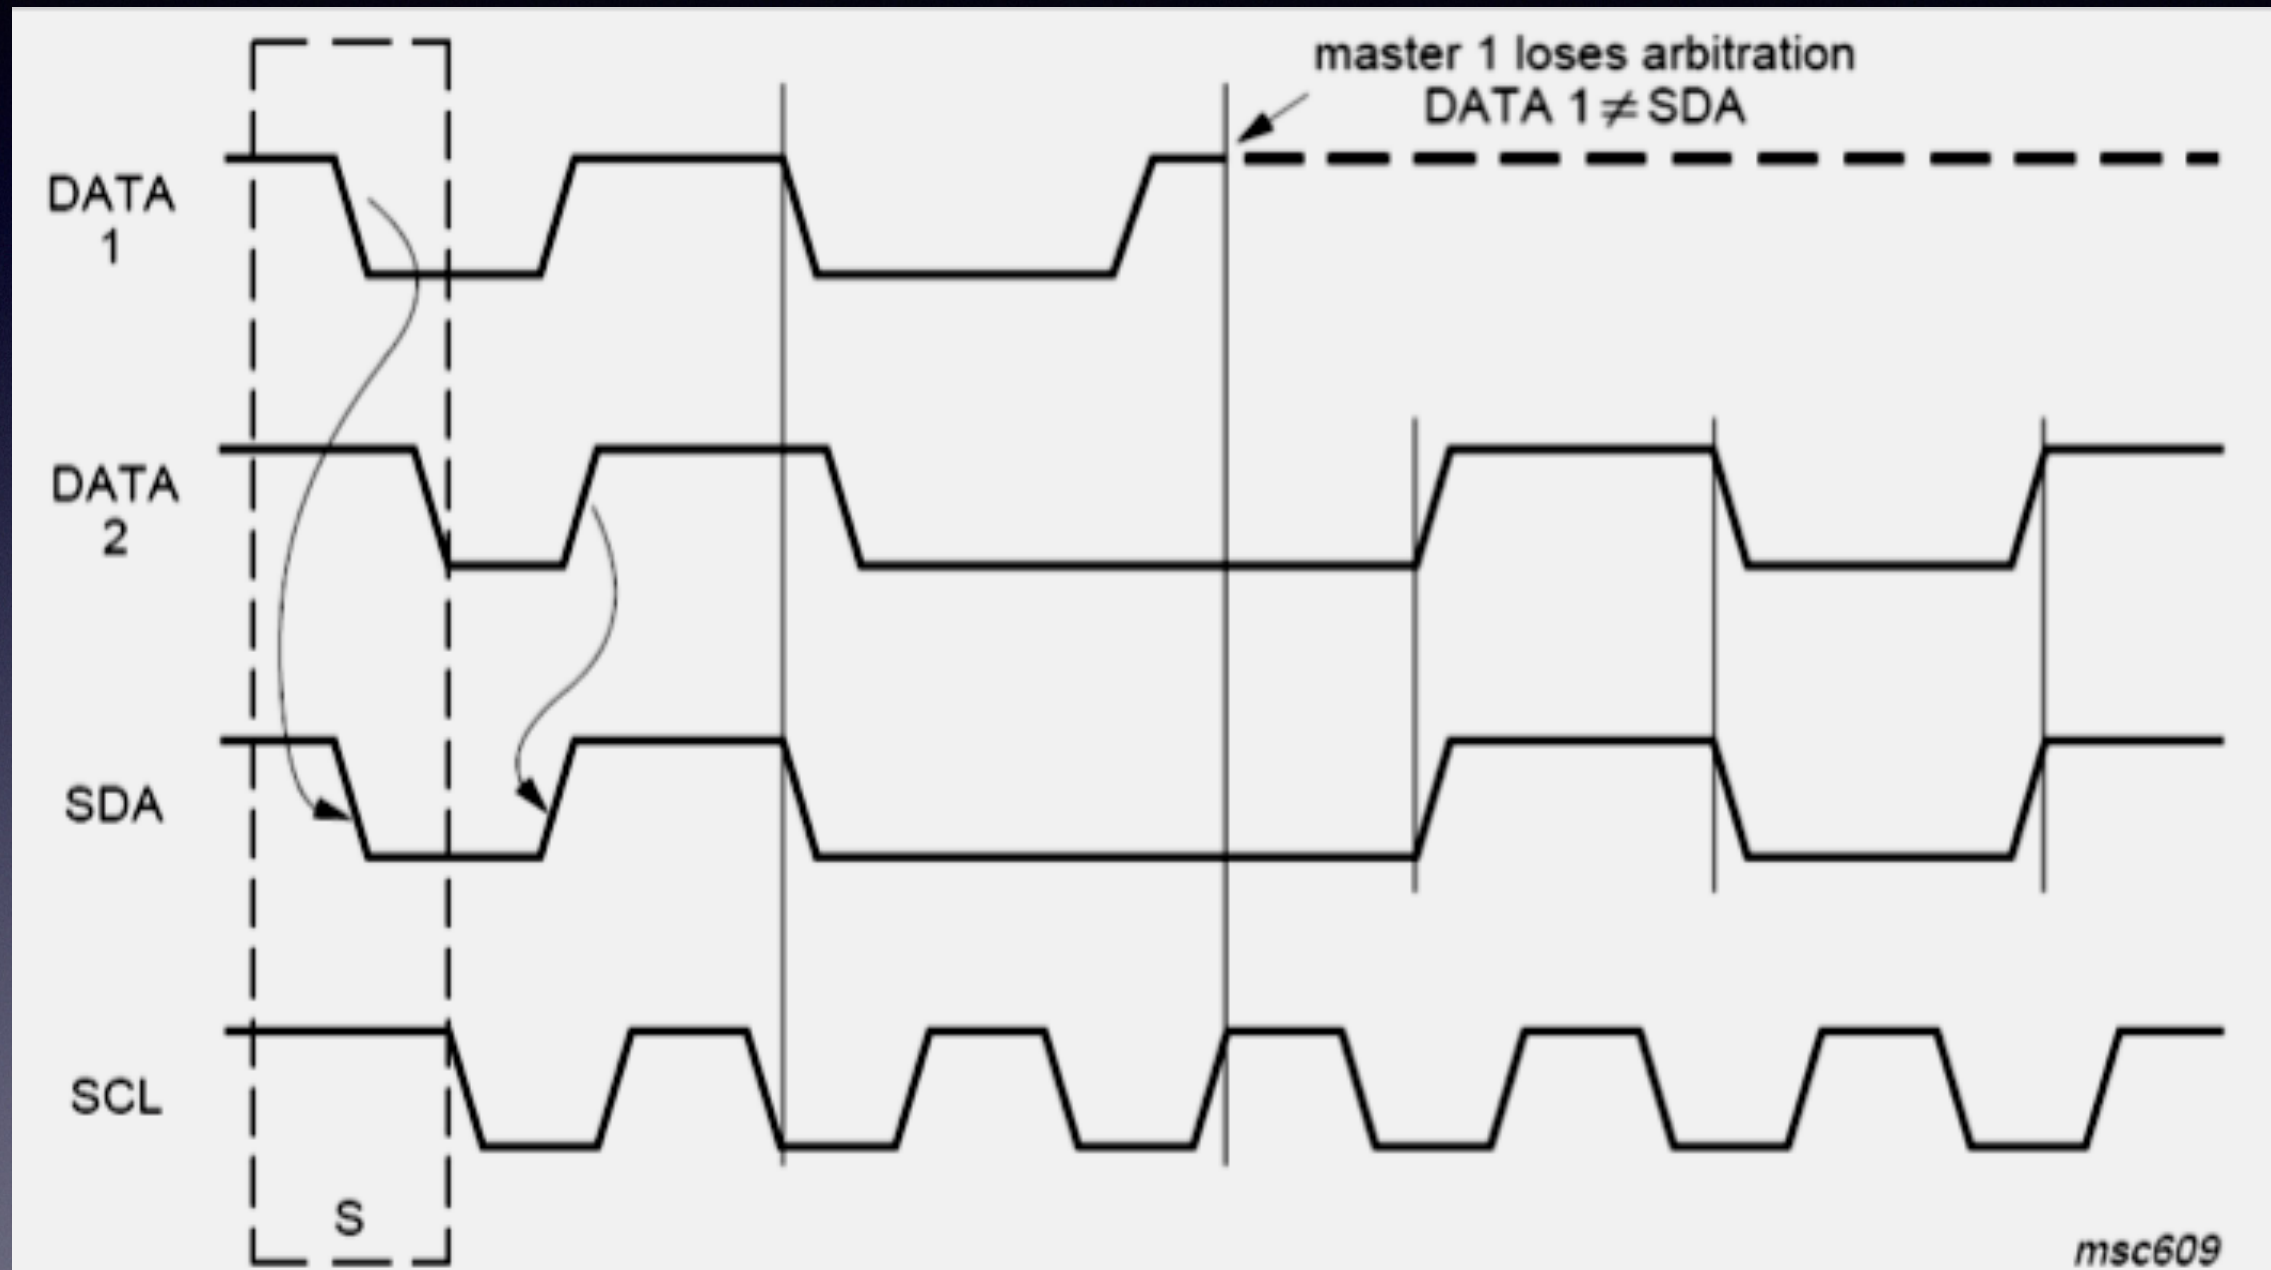 master 1 loses arbitration
DATA 1≠SDA
DATA
1
DATA
2
SDA
SCL
S
msc609